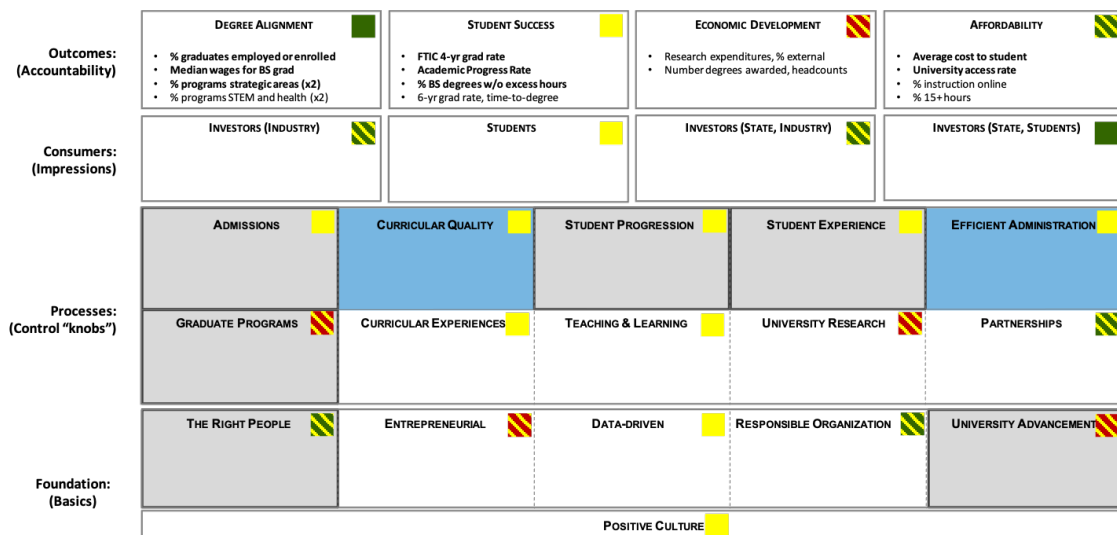 Outcomes:
(Accountability)
DEGREE ALIGNMENT
• % graduates employed or enrolled
• Median wages for BS grad
• % programs strategic areas (x2)
• % programs STEM and health (x2)
STUDENT SUCCESS
• FTIC 4-yr grad rate
• Academic Progress Rate
• % BS degrees w/o excess hours
• 6-yr grad rate, time-to-degree
ECONOMIC DEVELOPMENT
• Research expenditures, % external
• Number degrees awarded, headcounts
AFFORDABILITY
• Average cost to student
• University access rate
• % instruction online
• % 15+ hours
Consumers:
(Impressions)
INVESTORS (INDUSTRY)
STUDENTS
INVESTORS (STATE, INDUSTRY)
INVESTORS (STATE, STUDENTS)
Processes:
(Control “knobs”)
ADMISSIONS
CURRICULAR QUALITY
STUDENT PROGRESSION
STUDENT EXPERIENCE
EFFICIENT ADMINISTRATION
GRADUATE PROGRAMS
CURRICULAR EXPERIENCES
TEACHING & LEARNING
UNIVERSITY RESEARCH
PARTNERSHIPS
Foundation:
(Basics)
THE RIGHT PEOPLE
ENTREPRENEURIAL
DATA-DRIVEN
RESPONSIBLE ORGANIZATION
UNIVERSITY ADVANCEMENT
POSITIVE CULTURE